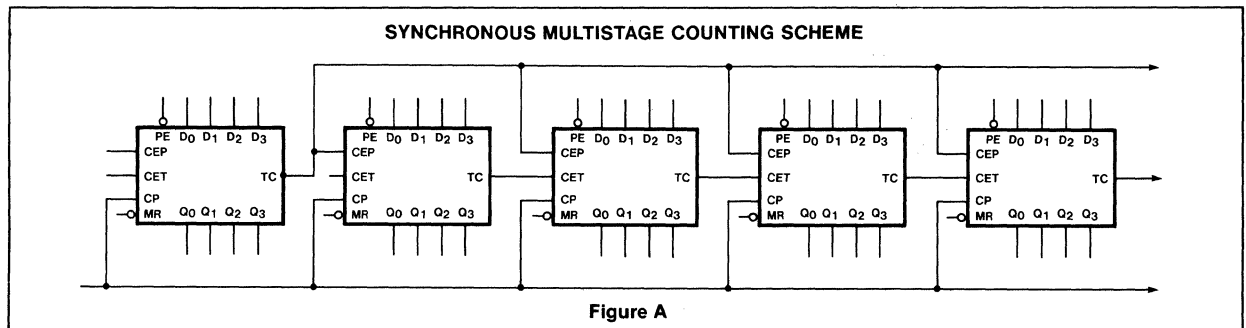 SYNCHRONOUS MULTISTAGE COUNTING SCHEME
PE D0 D1 D2 D3 PE D0 D1 D2 D3 PE D0 D1 D2 D3 PE D0 D1 D2 D3 PE D0 D1 D2 D3
CEP CEP CEP CEP CEP
CET TC CET TC CET TC CET TC CET TC
CP CP CP CP CP
MR Q0 Q1 Q2 Q3 MR Q0 Q1 Q2 Q3 MR Q0 Q1 Q2 Q3 MR Q0 Q1 Q2 Q3 MR Q0 Q1 Q2 Q3
Figure A